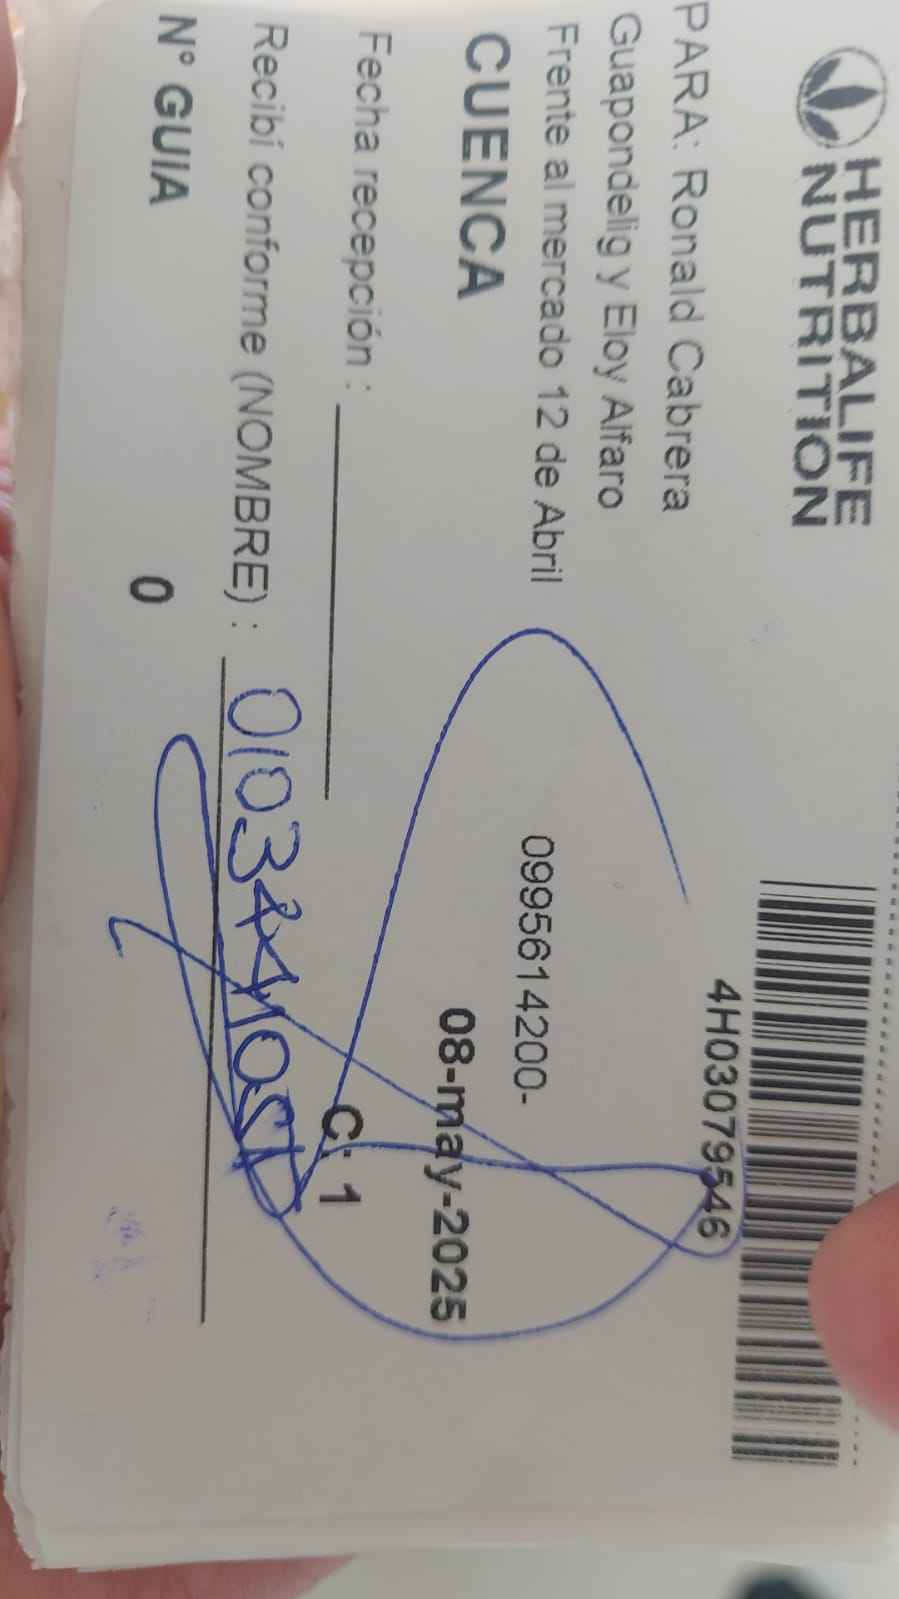 HERBALIFE
NUTRITION
4H03079546
PARA: Ronald Cabrera
Guapondelig y Eloy Alfaro
Frente al mercado 12 de Abril
0995614200-
CUENCA
08-may-2025
Fecha recepción :
C: 1
Recibí conforme (NOMBRE) :
Nº GUIA
0